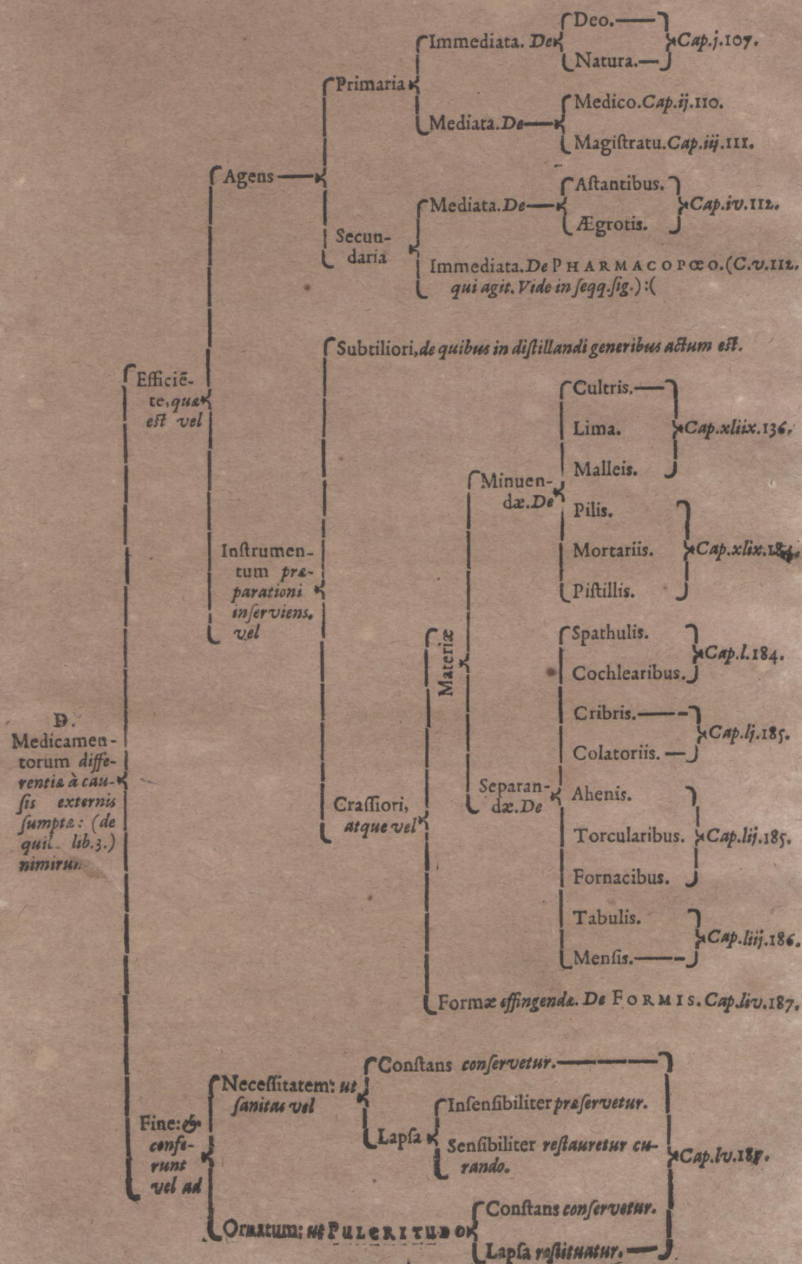 Deo.
Immediata. De
Cap.j.107.
Natura.
Primaria
Medico.Cap.ij.110.
Mediata.De
Magiſtratu.Cap.iij.111.
Agens
Aſtantibus.
Mediata.De
Cap.iv.112.
Ægrotis.
Secun-
daria
Immediata.De PHARMACOPŒO.(C.v.112.
qui agit. Vide in ſeqq.fig.):(
Subtiliori,de quibus in diſtillandi generibus actum eſt.
Efficiē-
te,quæ
eſt vel
Cultris.
Lima.
Cap.xliix.136.
Malleis.
Minuen-
dæ.De
Pilis.
Mortariis.
Cap.xlix.184.
Piſtillis.
Inſtrumen-
tum præ-
parationi
inſerviens,
vel
Materiæ
Spathulis.
Cap.l.184.
Cochlearibus.
Cribris.
Cap.lj.185.
Colatoriis.
Separan-
dæ.De
Ahenis.
Torcularibus.
Cap.lij.185.
Fornacibus.
Tabulis.
Cap.liij.186.
Menſis.
Craſſiori,
atque vel
D.
Medicamen-
torum diffe-
rentiæ à cau-
ſis externis
ſumptæ: (de
lib.3.)
Formæ effingendæ. De FORMIS. Cap.liv.187.
Conſtans conſervetur.
Neceſſitatem: ut
ſanitas vel
Inſenſibiliter præſervetur.
Lapſa
Senſibiliter reſtauretur cu-
rando.
Fine: &
confe-
runt
vel ad
Cap.lv.187.
Conſtans conſervetur.
Ornatum: ut PULCRITUDO
Lapſa reſtituatur.